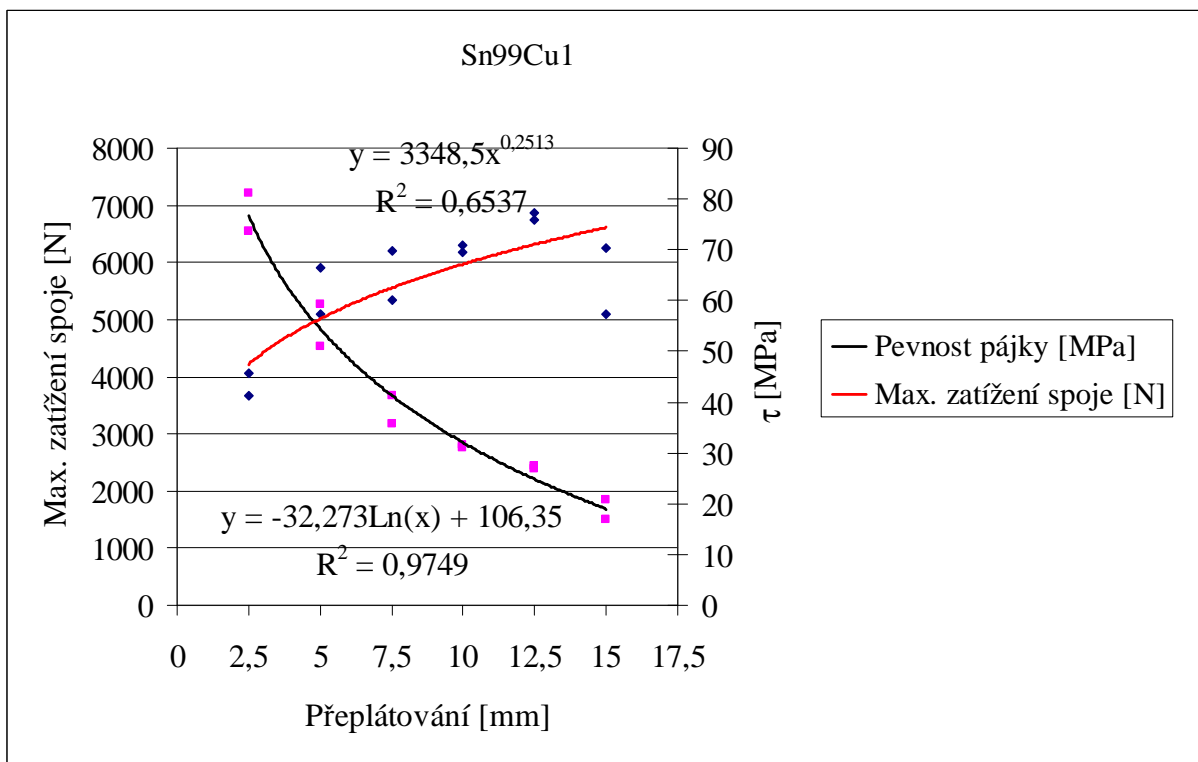 Sn99Cu1
y = 3348,5x^0,2513
R² = 0,6537
8000
7000
6000
5000
4000
3000
2000
1000
0
Max. zatížení spoje [N]
90
80
70
60
50
40
30
20
10
0
τ [MPa]
y = -32,273Ln(x) + 106,35
R² = 0,9749
0 2,5 5 7,5 10 12,5 15 17,5
Přeplátování [mm]
Pevnost pájky [MPa]
Max. zatížení spoje [N]